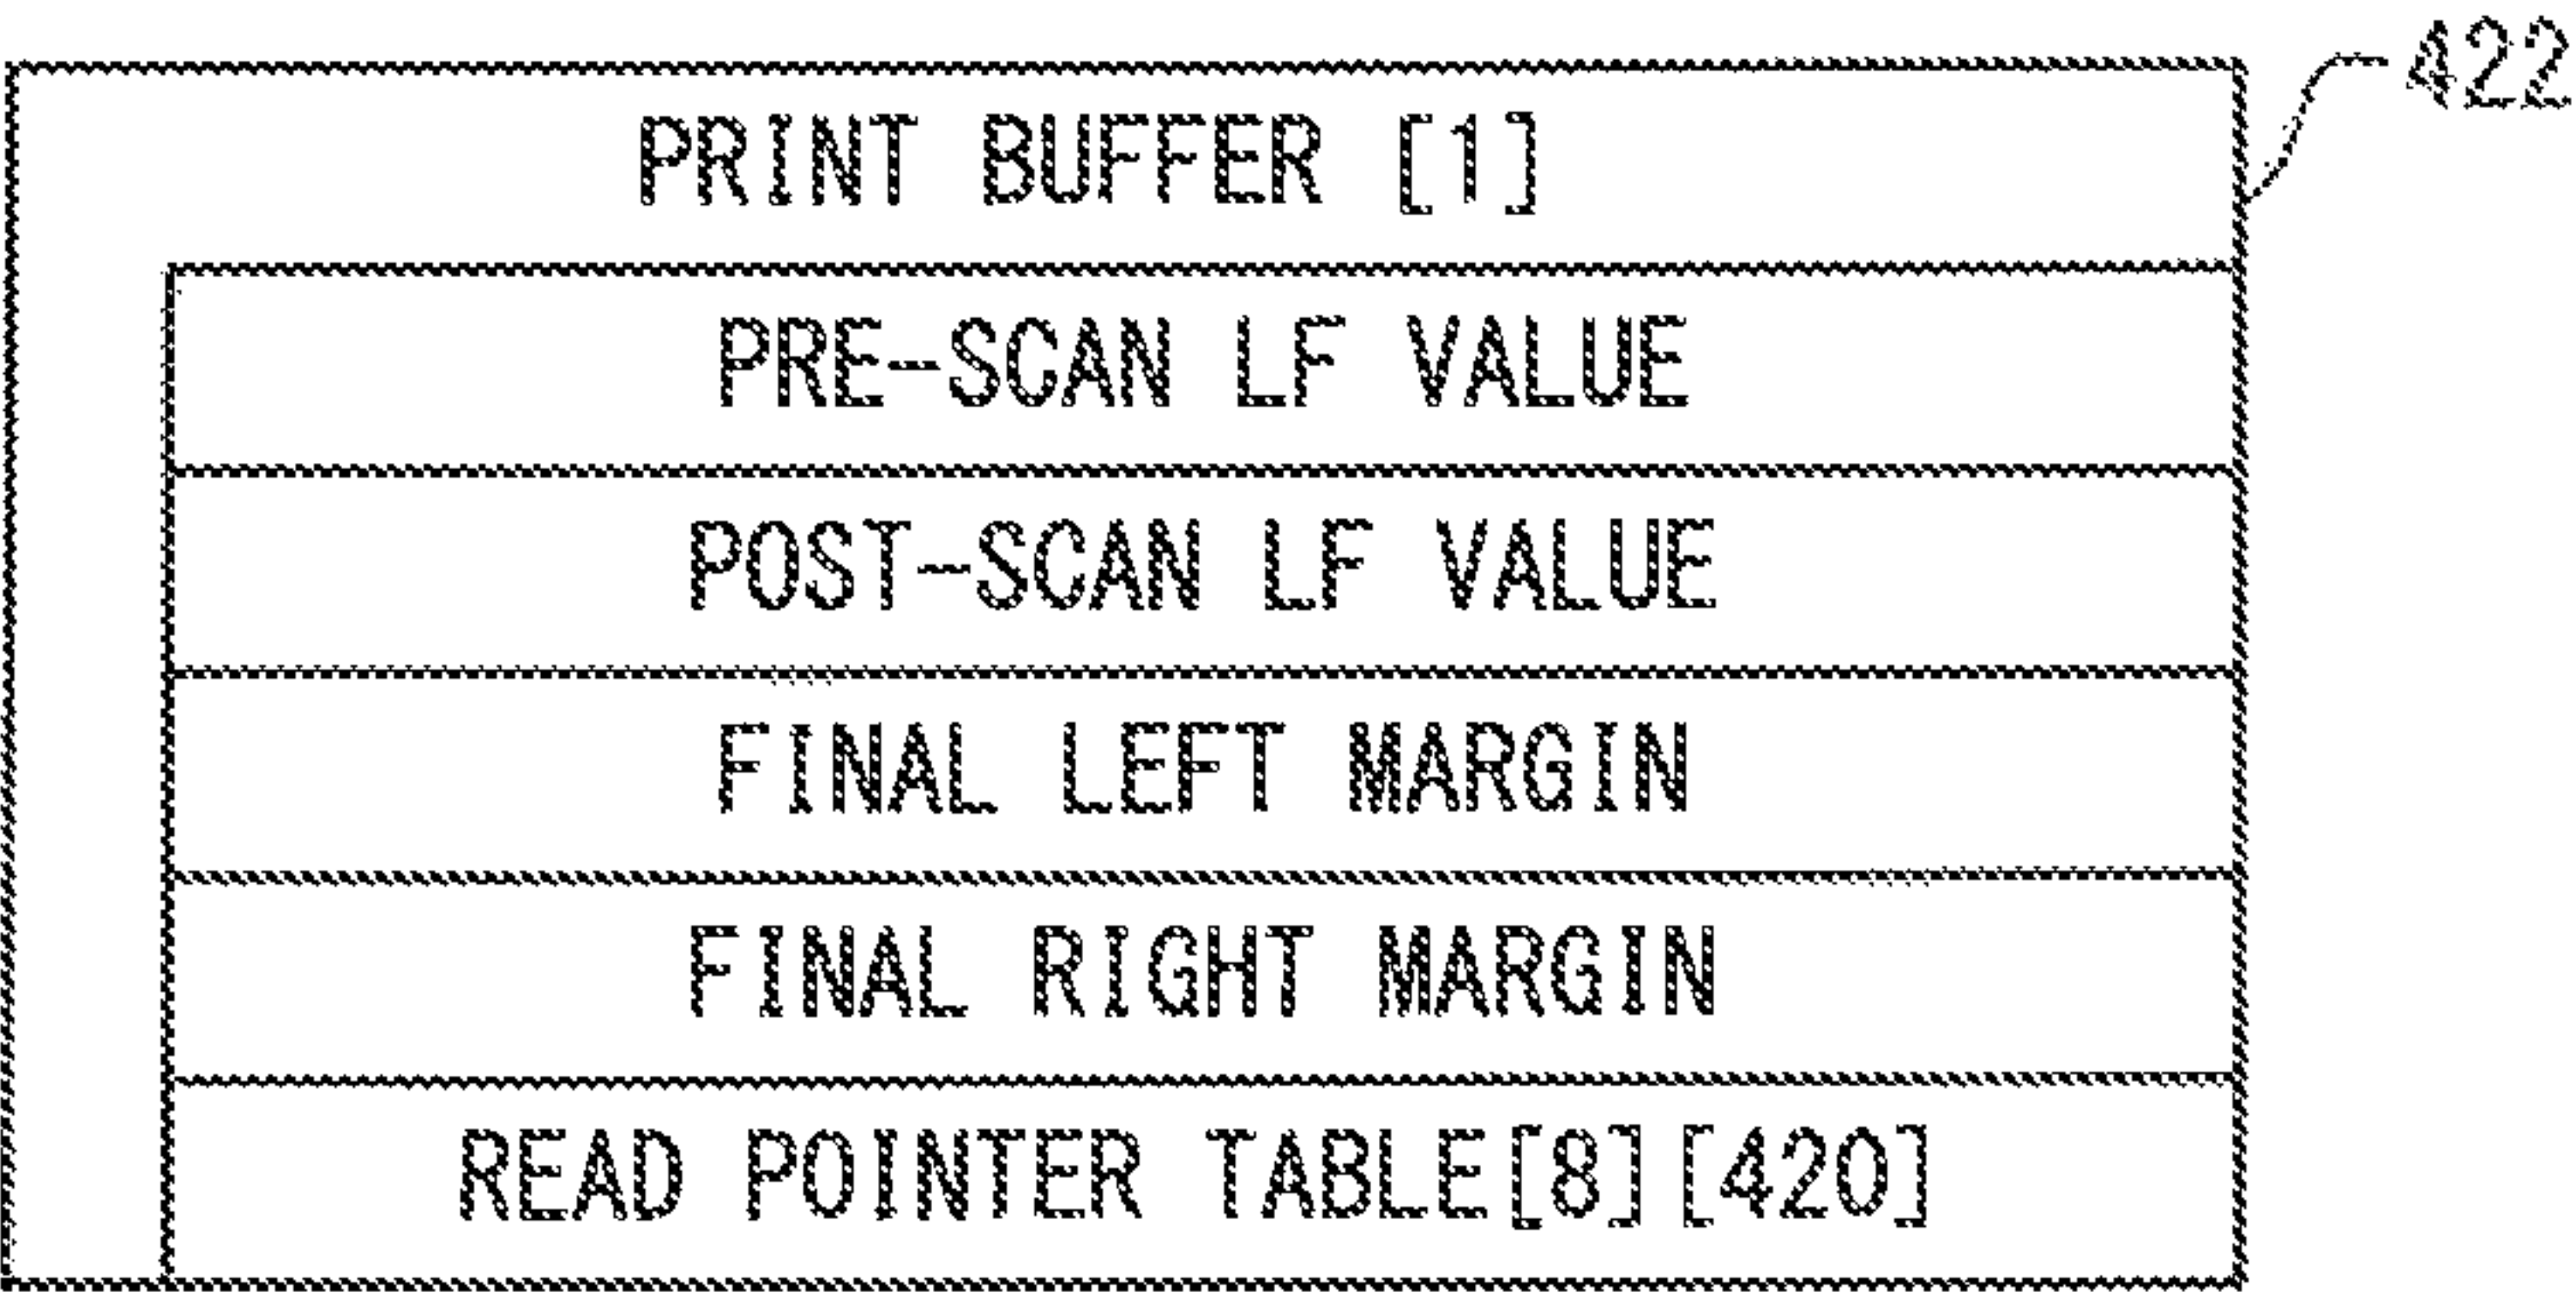 422
PRINT BUFFER [1]
PRE-SCAN LF VALUE
POST-SCAN LF VALUE
FINAL LEFT MARGIN
FINAL RIGHT MARGIN
READ POINTER TABLE[8][420]